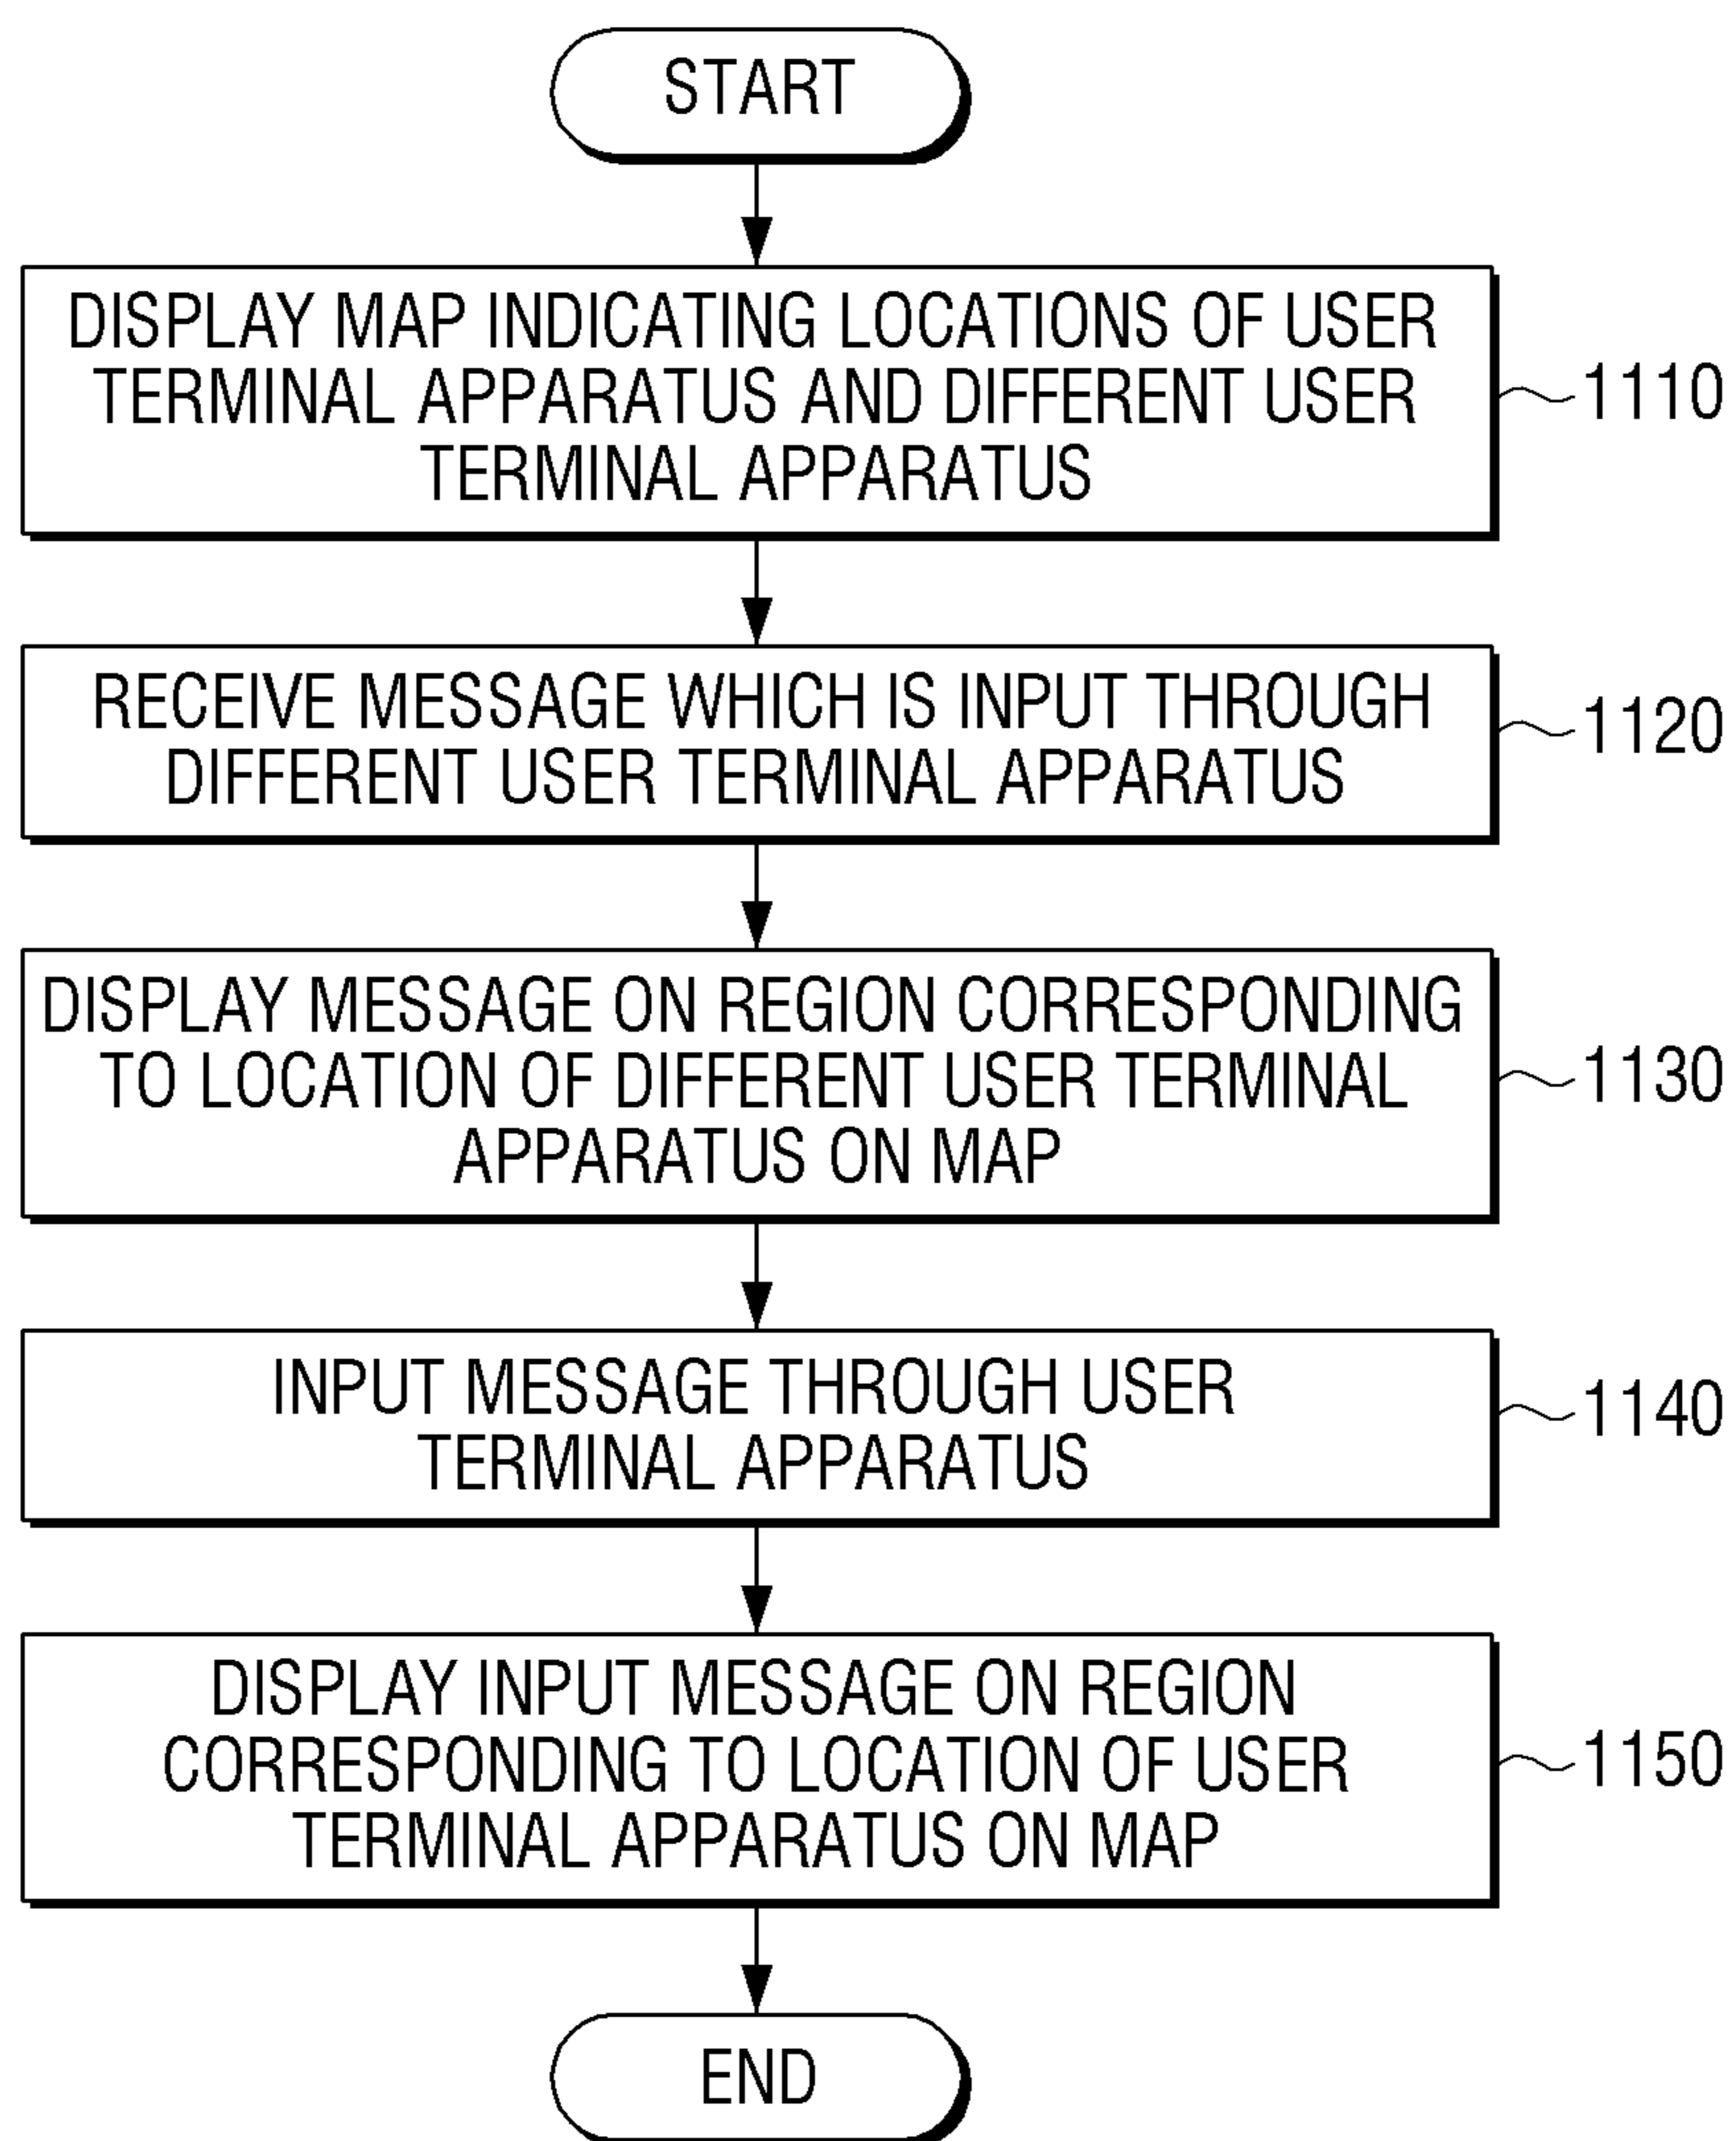 START
DISPLAY MAP INDICATING LOCATIONS OF USER
TERMINAL APPARATUS AND DIFFERENT USER
TERMINAL APPARATUS
1110
RECEIVE MESSAGE WHICH IS INPUT THROUGH
DIFFERENT USER TERMINAL APPARATUS
1120
DISPLAY MESSAGE ON REGION CORRESPONDING
TO LOCATION OF DIFFERENT USER TERMINAL
APPARATUS ON MAP
1130
INPUT MESSAGE THROUGH USER
TERMINAL APPARATUS
1140
DISPLAY INPUT MESSAGE ON REGION
CORRESPONDING TO LOCATION OF USER
TERMINAL APPARATUS ON MAP
1150
END